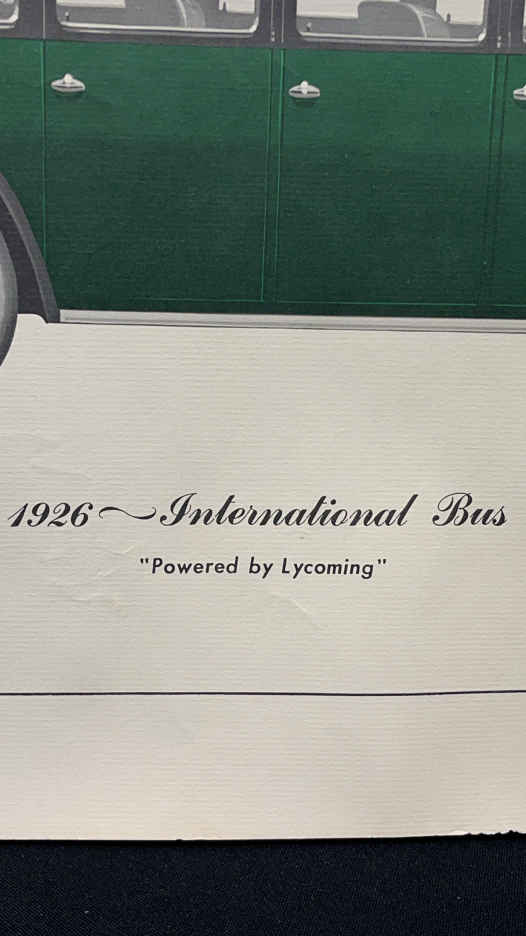 1926~International Bus
"Powered by Lycoming"